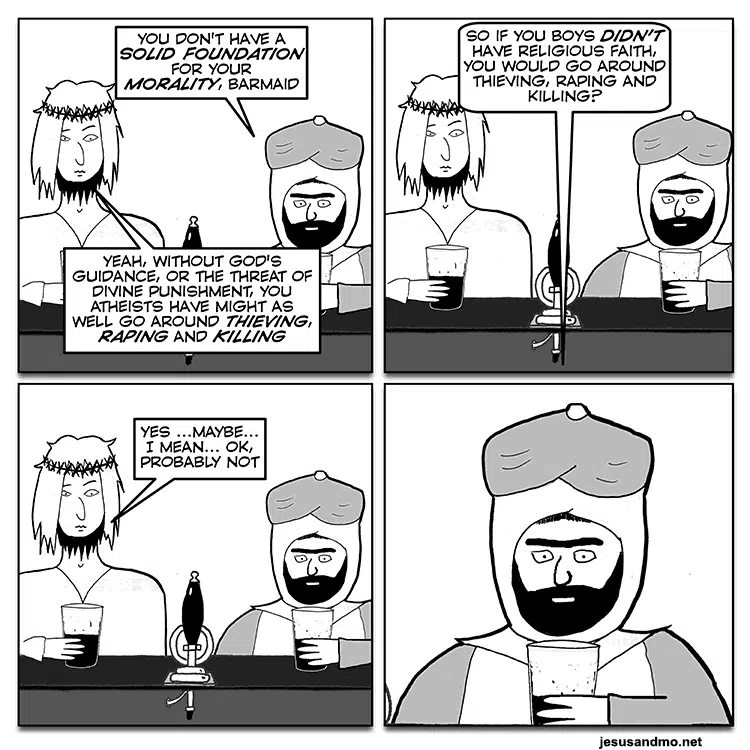 YOU DON'T HAVE A
SOLID FOUNDATION
FOR YOUR
MORALITY, BARMAID
YEAH, WITHOUT GOD'S
GUIDANCE, OR THE THREAT OF
DIVINE PUNISHMENT, YOU
ATHEISTS HAVE MIGHT AS
WELL GO AROUND THIEVING,
RAPING AND KILLING
SO IF YOU BOYS DIDN'T
HAVE RELIGIOUS FAITH,
YOU WOULD GO AROUND
THIEVING, RAPING AND
KILLING?
YES ...MAYBE...
I MEAN... OK,
PROBABLY NOT
jesusandmo.net